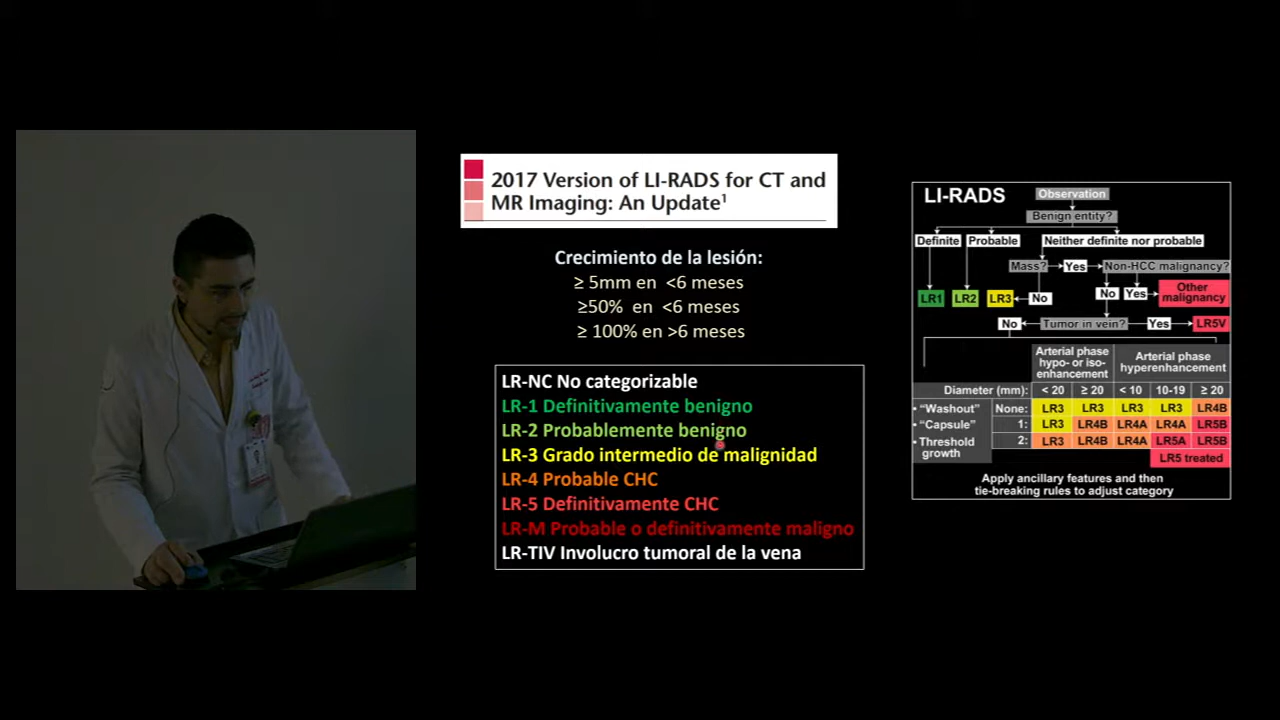 2017 Version of LI-RADS for CT and
MR Imaging: An Update¹
Crecimiento de la lesión:
≥ 5mm en <6 meses
≥50% en <6 meses
≥ 100% en >6 meses
LR-NC No categorizable
LR-1 Definitivamente benigno
LR-2 Probablemente benigno
LR-3 Grado intermedio de malignidad
LR-4 Probable CHC
LR-5 Definitivamente CHC
LR-M Probable o definitivamente maligno
LR-TIV Involucro tumoral de la vena
LI-RADS
Observation
Benign entity?
Definite Probable Neither definite nor probable
Mass? Yes Non-HCC malignancy?
LR1 LR2 LR3 No No Yes Other malignancy
No Tumor in vein? Yes LR5V
Arterial phase hypo- or iso-enhancement
Arterial phase hyperenhancement
Diameter (mm): < 20 ≥ 20 < 10 10-19 ≥ 20
• "Washout" None: LR3 LR3 LR3 LR3 LR4B
• "Capsule" 1: LR3 LR4B LR4A LR4A LR5B
• Threshold growth 2: LR3 LR4B LR4A LR5A LR5B
LR5 treated
Apply ancillary features and then
tie-breaking rules to adjust category